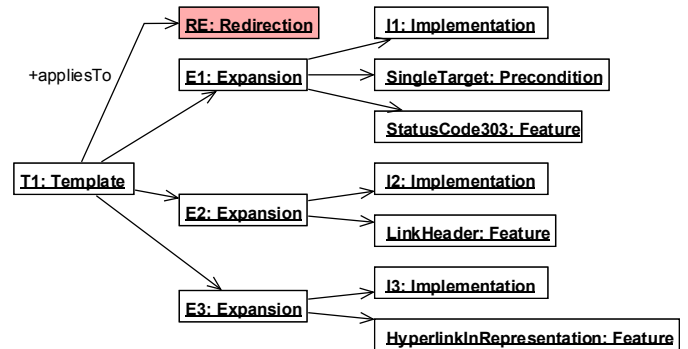 RE: Redirection
I1: Implementation
+appliesTo
E1: Expansion
SingleTarget: Precondition
StatusCode303: Feature
T1: Template
I2: Implementation
E2: Expansion
LinkHeader: Feature
I3: Implementation
E3: Expansion
HyperlinkInRepresentation: Feature